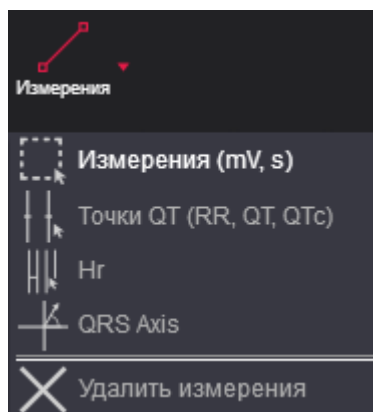 Измерения
Измерения (mV, s)
Точки QT (RR, QT, QTc)
Hr
QRS Axis
Удалить измерения